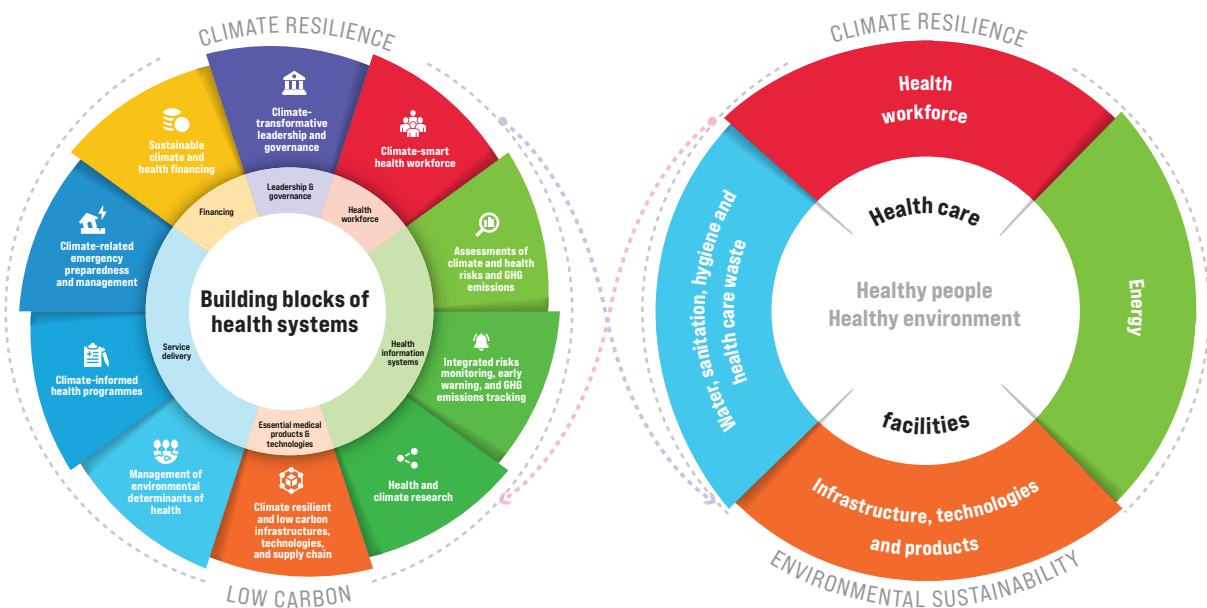 CLIMATE RESILIENCE
Climate-
transformative
leadership and
governance
Climate-smart
health workforce
Assessments of
climate and health
risks and GHG
emissions
Integrated risks
monitoring, early
warning, and GHG
emissions tracking
Health and
climate research
Climate resilient
and low carbon
infrastructures,
technologies,
and supply chain
Management of
environmental
determinants of
health
Climate-informed
health programmes
Climate-related
emergency
preparedness
and management
Sustainable
climate and
health financing
Leadership &
governance
Health
workforce
Health
information
systems
Essential medical
products &
technologies
Service
delivery
Financing
Building blocks of
health systems
LOW CARBON
CLIMATE RESILIENCE
Health
workforce
Energy
Infrastructure, technologies
and products
Water, sanitation, hygiene and
health care waste
Health care
Healthy people
Healthy environment
facilities
ENVIRONMENTAL SUSTAINABILITY